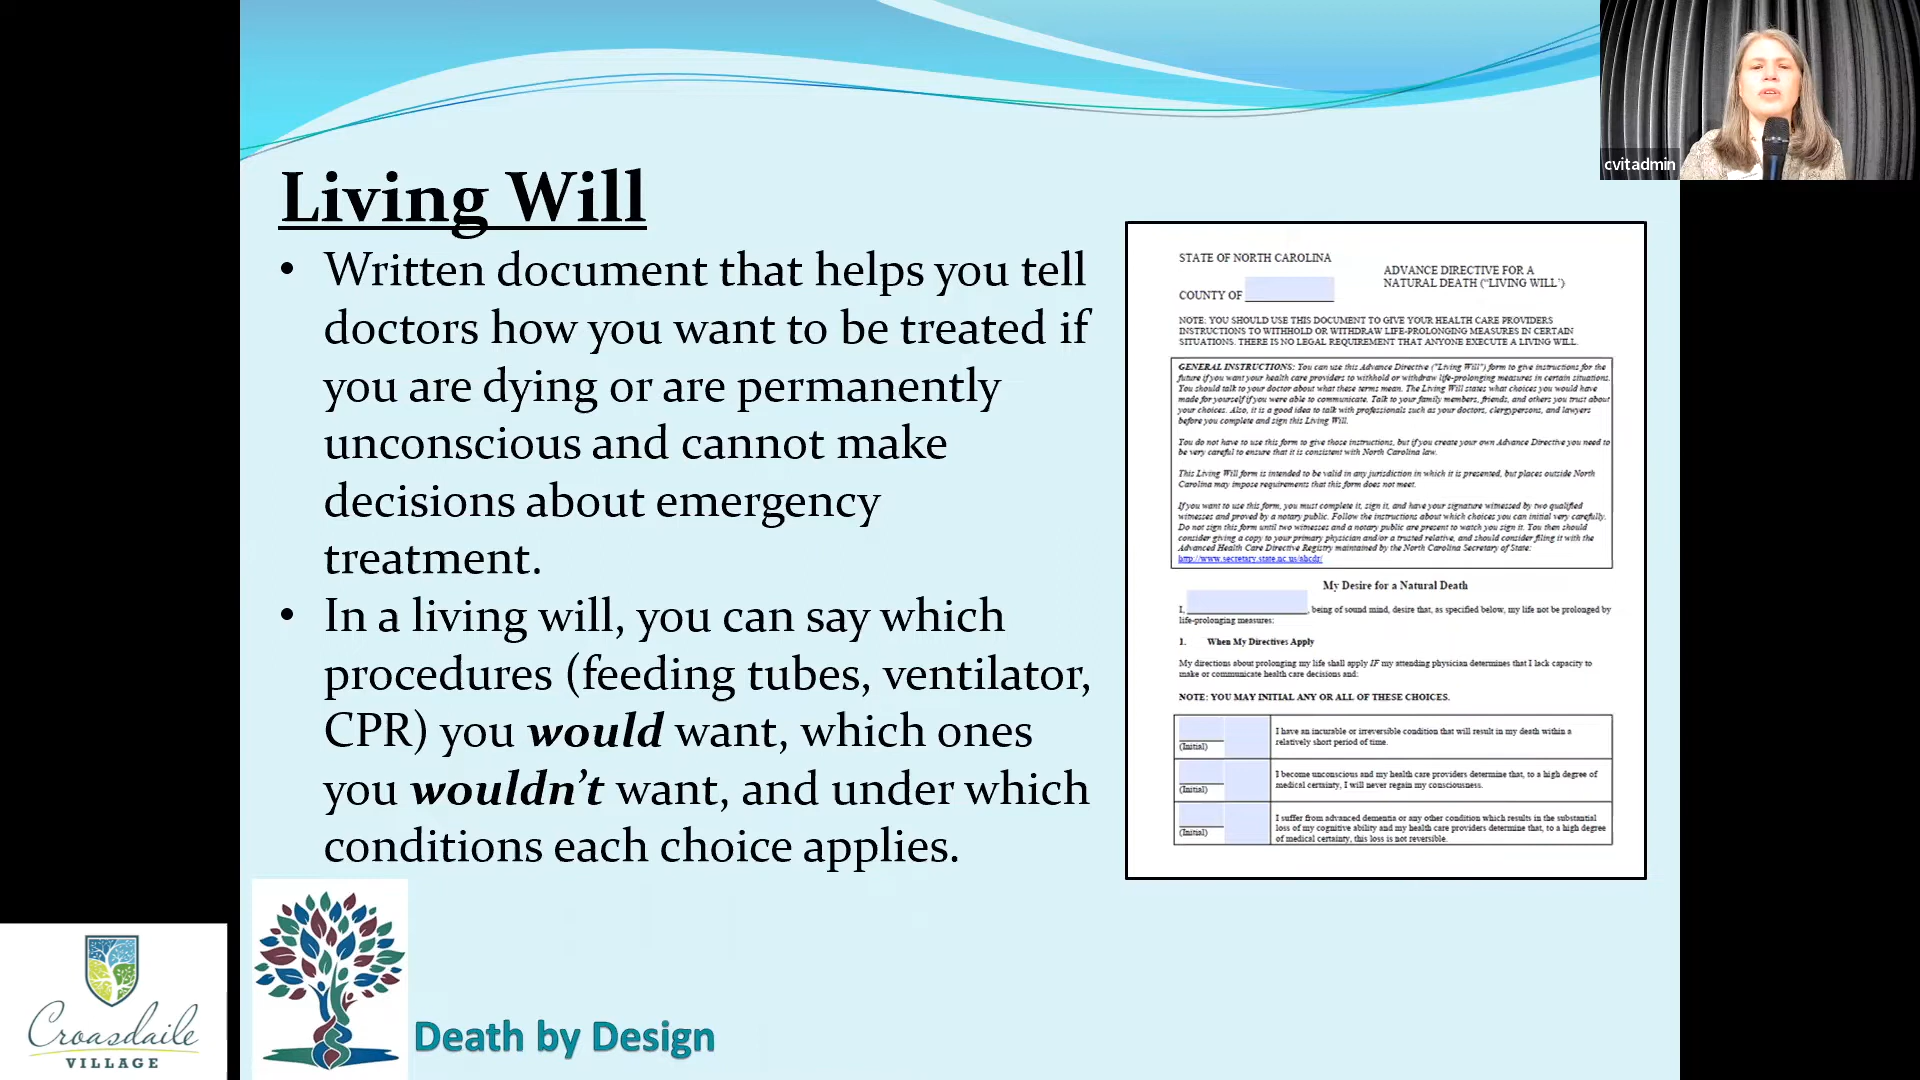 cvitadmin
Living Will
• Written document that helps you tell
doctors how you want to be treated if
you are dying or are permanently
unconscious and cannot make
decisions about emergency
treatment.
• In a living will, you can say which
procedures (feeding tubes, ventilator,
CPR) you would want, which ones
you wouldn't want, and under which
conditions each choice applies.
STATE OF NORTH CAROLINA
ADVANCE DIRECTIVE FOR A
NATURAL DEATH ("LIVING WILL")
COUNTY OF
NOTE: YOU SHOULD USE THIS DOCUMENT TO GIVE YOUR HEALTH CARE PROVIDERS
INSTRUCTIONS TO WITHHOLD OR WITHDRAW LIFE-PROLONGING MEASURES IN CERTAIN
SITUATIONS. THERE IS NO LEGAL REQUIREMENT THAT ANYONE EXECUTE A LIVING WILL.
GENERAL INSTRUCTIONS: You can use this Advance Directive ("Living Will") form to give instructions for the
future if you want your health care providers to withhold or withdraw life-prolonging measures in certain situations.
You should talk to your doctor about what these terms mean. The Living Will states what choices you would have
made for yourself if you were able to communicate. Talk to your family members, friends, and others you trust about
your choices. Also, it is a good idea to talk with professionals such as your doctors, clergypersons, and lawyers
before you complete and sign this Living Will.
You do not have to use this form to give those instructions, but if you create your own Advance Directive you need to
be very careful to ensure that it is consistent with North Carolina law.
This Living Will form is intended to be valid in any jurisdiction in which it is presented, but places outside North
Carolina may impose requirements that this form does not meet.
If you want to use this form, you must complete it, sign it, and have your signature witnessed by two qualified
witnesses and proved by a notary public. Follow the instructions about which choices you can initial very carefully.
Do not sign this form until two witnesses and a notary public are present to watch you sign it. You then should
consider giving a copy to your primary physician and/or a trusted relative, and should consider filing it with the
Advanced Health Care Directive Registry maintained by the North Carolina Secretary of State:
http://www.secretary.state.nc.us/ahcdr/
My Desire for a Natural Death
I, , being of sound mind, desire that, as specified below, my life not be prolonged by
life-prolonging measures:
1. When My Directives Apply
My directions about prolonging my life shall apply IF my attending physician determines that I lack capacity to
make or communicate health care decisions and:
NOTE: YOU MAY INITIAL ANY OR ALL OF THESE CHOICES.
(Initial)
I have an incurable or irreversible condition that will result in my death within a
relatively short period of time.
(Initial)
I become unconscious and my health care providers determine that, to a high degree of
medical certainty, I will never regain my consciousness.
(Initial)
I suffer from advanced dementia or any other condition which results in the substantial
loss of my cognitive ability and my health care providers determine that, to a high degree
of medical certainty, this loss is not reversible.
Croasdaile
VILLAGE
Death by Design